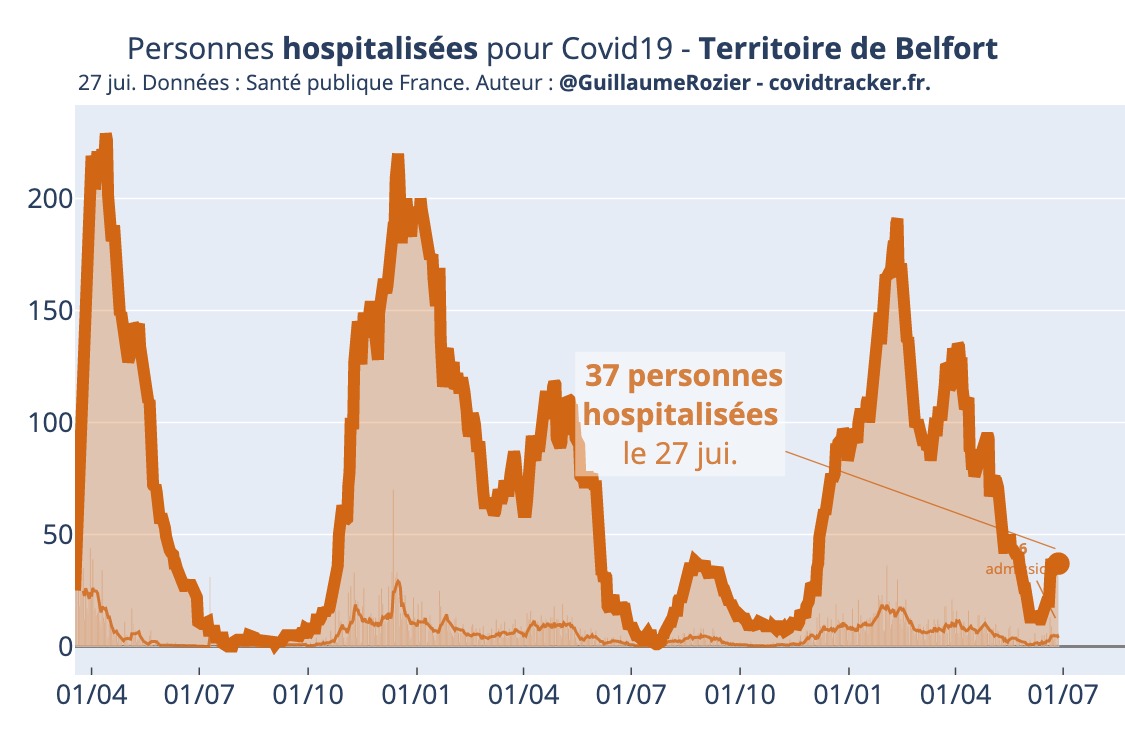 Personnes hospitalisées pour Covid19 - Territoire de Belfort
27 jui. Données : Santé publique France. Auteur : @GuillaumeRozier - covidtracker.fr.
200
150
100
50
0
37 personnes
hospitalisées
le 27 jui.
6
01/04 01/07 01/10 01/01 01/04 01/07 01/10 01/01 01/04 01/07